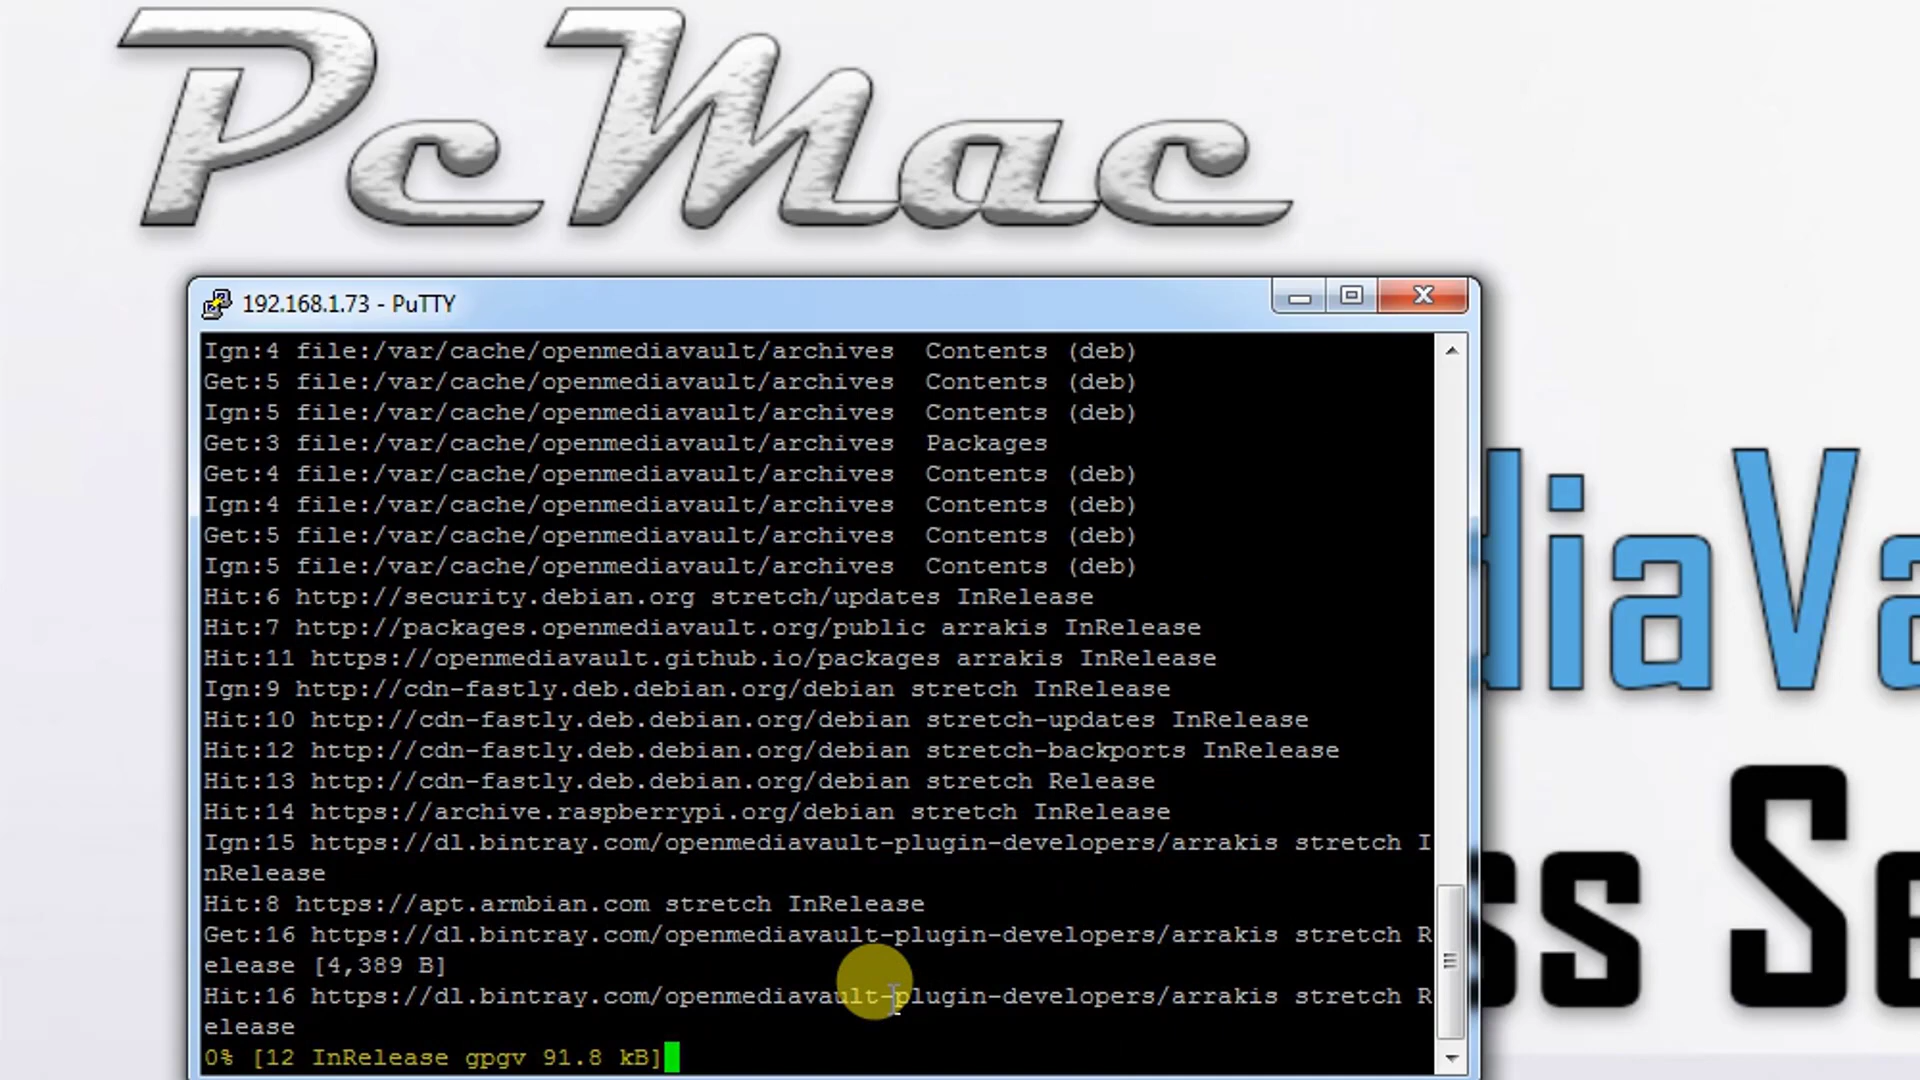 PcMac
192.168.1.73 - PuTTY
Ign:4 file:/var/cache/openmediavault/archives  Contents (deb)
Get:5 file:/var/cache/openmediavault/archives  Contents (deb)
Ign:5 file:/var/cache/openmediavault/archives  Contents (deb)
Get:3 file:/var/cache/openmediavault/archives  Packages
Get:4 file:/var/cache/openmediavault/archives  Contents (deb)
Ign:4 file:/var/cache/openmediavault/archives  Contents (deb)
Get:5 file:/var/cache/openmediavault/archives  Contents (deb)
Ign:5 file:/var/cache/openmediavault/archives  Contents (deb)
Hit:6 http://security.debian.org stretch/updates InRelease
Hit:7 http://packages.openmediavault.org/public arrakis InRelease
Hit:11 https://openmediavault.github.io/packages arrakis InRelease
Ign:9 http://cdn-fastly.deb.debian.org/debian stretch InRelease
Hit:10 http://cdn-fastly.deb.debian.org/debian stretch-updates InRelease
Hit:12 http://cdn-fastly.deb.debian.org/debian stretch-backports InRelease
Hit:13 http://cdn-fastly.deb.debian.org/debian stretch Release
Hit:14 https://archive.raspberrypi.org/debian stretch InRelease
Ign:15 https://dl.bintray.com/openmediavault-plugin-developers/arrakis stretch I
nRelease
Hit:8 https://apt.armbian.com stretch InRelease
Get:16 https://dl.bintray.com/openmediavault-plugin-developers/arrakis stretch R
elease [4,389 B]
Hit:16 https://dl.bintray.com/openmediavault-plugin-developers/arrakis stretch R
elease
0% [12 InRelease gpgv 91.8 kB]
diaVa
ss Se